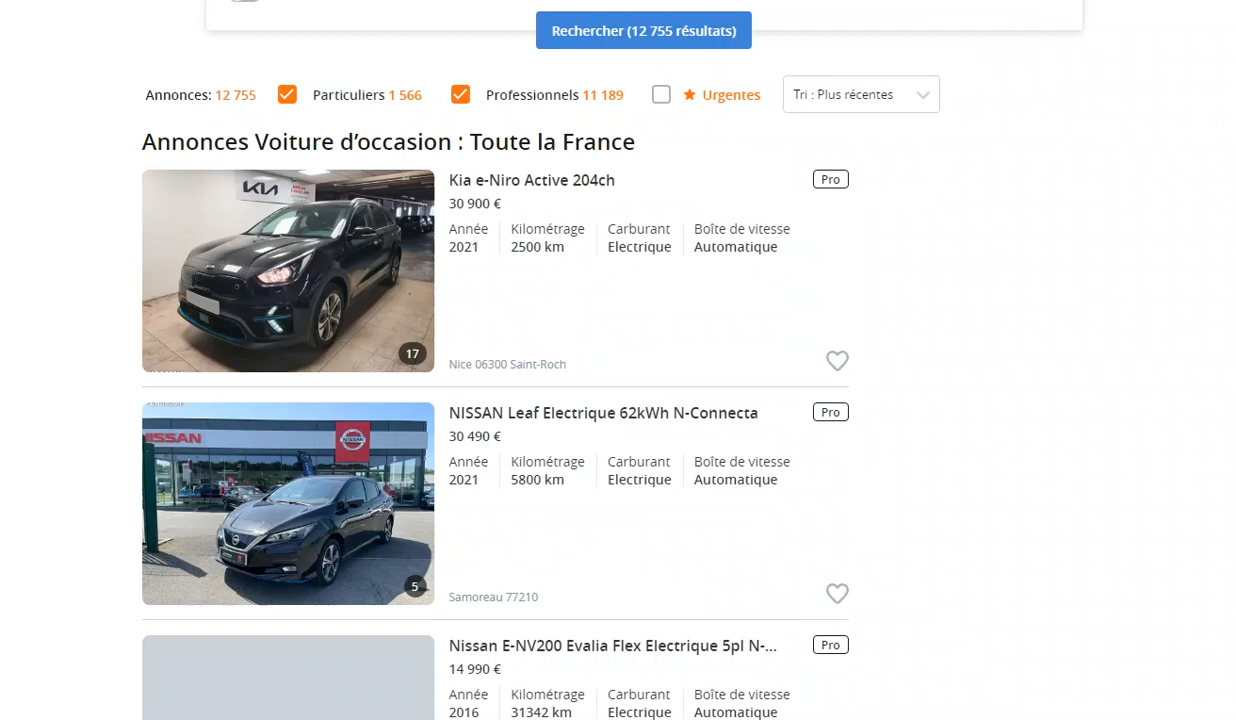 Rechercher (12 755 résultats)
Annonces: 12 755 Particuliers 1 566 Professionnels 11 189 Urgentes Tri : Plus récentes
Annonces Voiture d’occasion : Toute la France
KIA
Kia e-Niro Active 204ch Pro
30 900 €
Année Kilométrage Carburant Boîte de vitesse
2021 2500 km Electrique Automatique
17
Nice 06300 Saint-Roch
NISSAN
NISSAN
NISSAN Leaf Electrique 62kWh N-Connecta Pro
30 490 €
Année Kilométrage Carburant Boîte de vitesse
2021 5800 km Electrique Automatique
5
Samoreau 77210
Nissan E-NV200 Evalia Flex Electrique 5pl N-... Pro
14 990 €
Année Kilométrage Carburant Boîte de vitesse
2016 31342 km Electrique Automatique